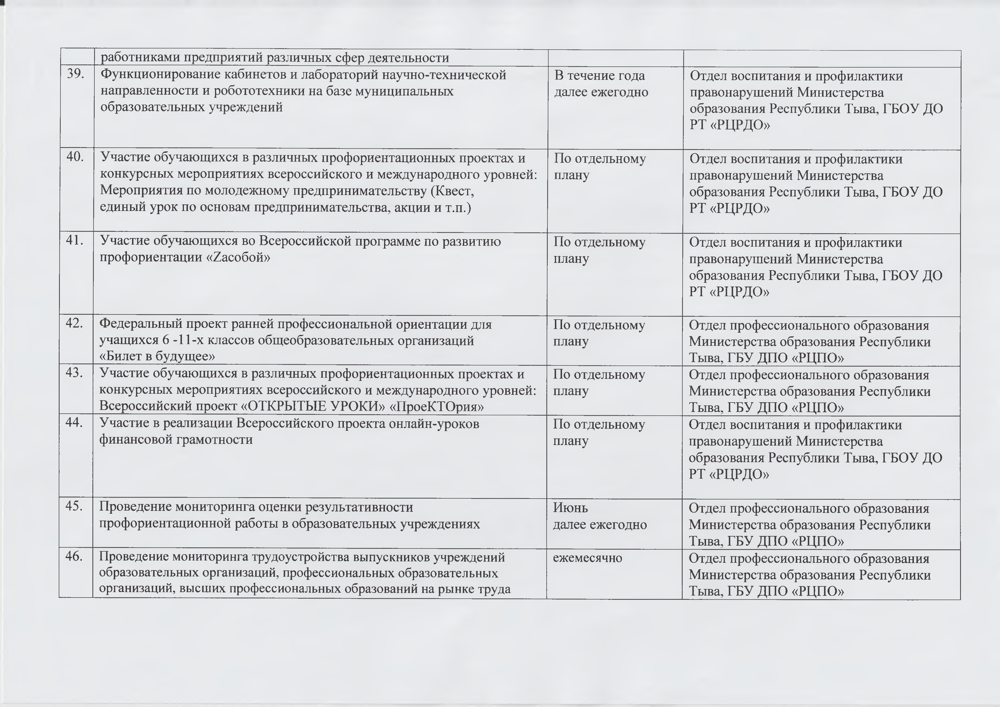 работниками предприятий различных сфер деятельности
39.
Функционирование кабинетов и лабораторий научно-технической
направленности и робототехники на базе муниципальных
образовательных учреждений
В течение года
далее ежегодно
Отдел воспитания и профилактики
правонарушений Министерства
образования Республики Тыва, ГБОУ ДО
РТ «РЦРДО»
40.
Участие обучающихся в различных профориентационных проектах и
конкурсных мероприятиях всероссийского и международного уровней:
Мероприятия по молодежному предпринимательству (Квест,
единый урок по основам предпринимательства, акции и т.п.)
По отдельному
плану
Отдел воспитания и профилактики
правонарушений Министерства
образования Республики Тыва, ГБОУ ДО
РТ «РЦРДО»
41.
Участие обучающихся во Всероссийской программе по развитию
профориентации «Zасобой»
По отдельному
плану
Отдел воспитания и профилактики
правонарушений Министерства
образования Республики Тыва, ГБОУ ДО
РТ «РЦРДО»
42.
Федеральный проект ранней профессиональной ориентации для
учащихся 6 -11-х классов общеобразовательных организаций
«Билет в будущее»
По отдельному
плану
Отдел профессионального образования
Министерства образования Республики
Тыва, ГБУ ДПО «РЦПО»
43.
Участие обучающихся в различных профориентационных проектах и
конкурсных мероприятиях всероссийского и международного уровней:
Всероссийский проект «ОТКРЫТЫЕ УРОКИ» «ПроеКТОрия»
По отдельному
плану
Отдел профессионального образования
Министерства образования Республики
Тыва, ГБУ ДПО «РЦПО»
44.
Участие в реализации Всероссийского проекта онлайн-уроков
финансовой грамотности
По отдельному
плану
Отдел воспитания и профилактики
правонарушений Министерства
образования Республики Тыва, ГБОУ ДО
РТ «РЦРДО»
45.
Проведение мониторинга оценки результативности
профориентационной работы в образовательных учреждениях
Июнь
далее ежегодно
Отдел профессионального образования
Министерства образования Республики
Тыва, ГБУ ДПО «РЦПО»
46.
Проведение мониторинга трудоустройства выпускников учреждений
образовательных организаций, профессиональных образовательных
организаций, высших профессиональных образований на рынке труда
ежемесячно
Отдел профессионального образования
Министерства образования Республики
Тыва, ГБУ ДПО «РЦПО»